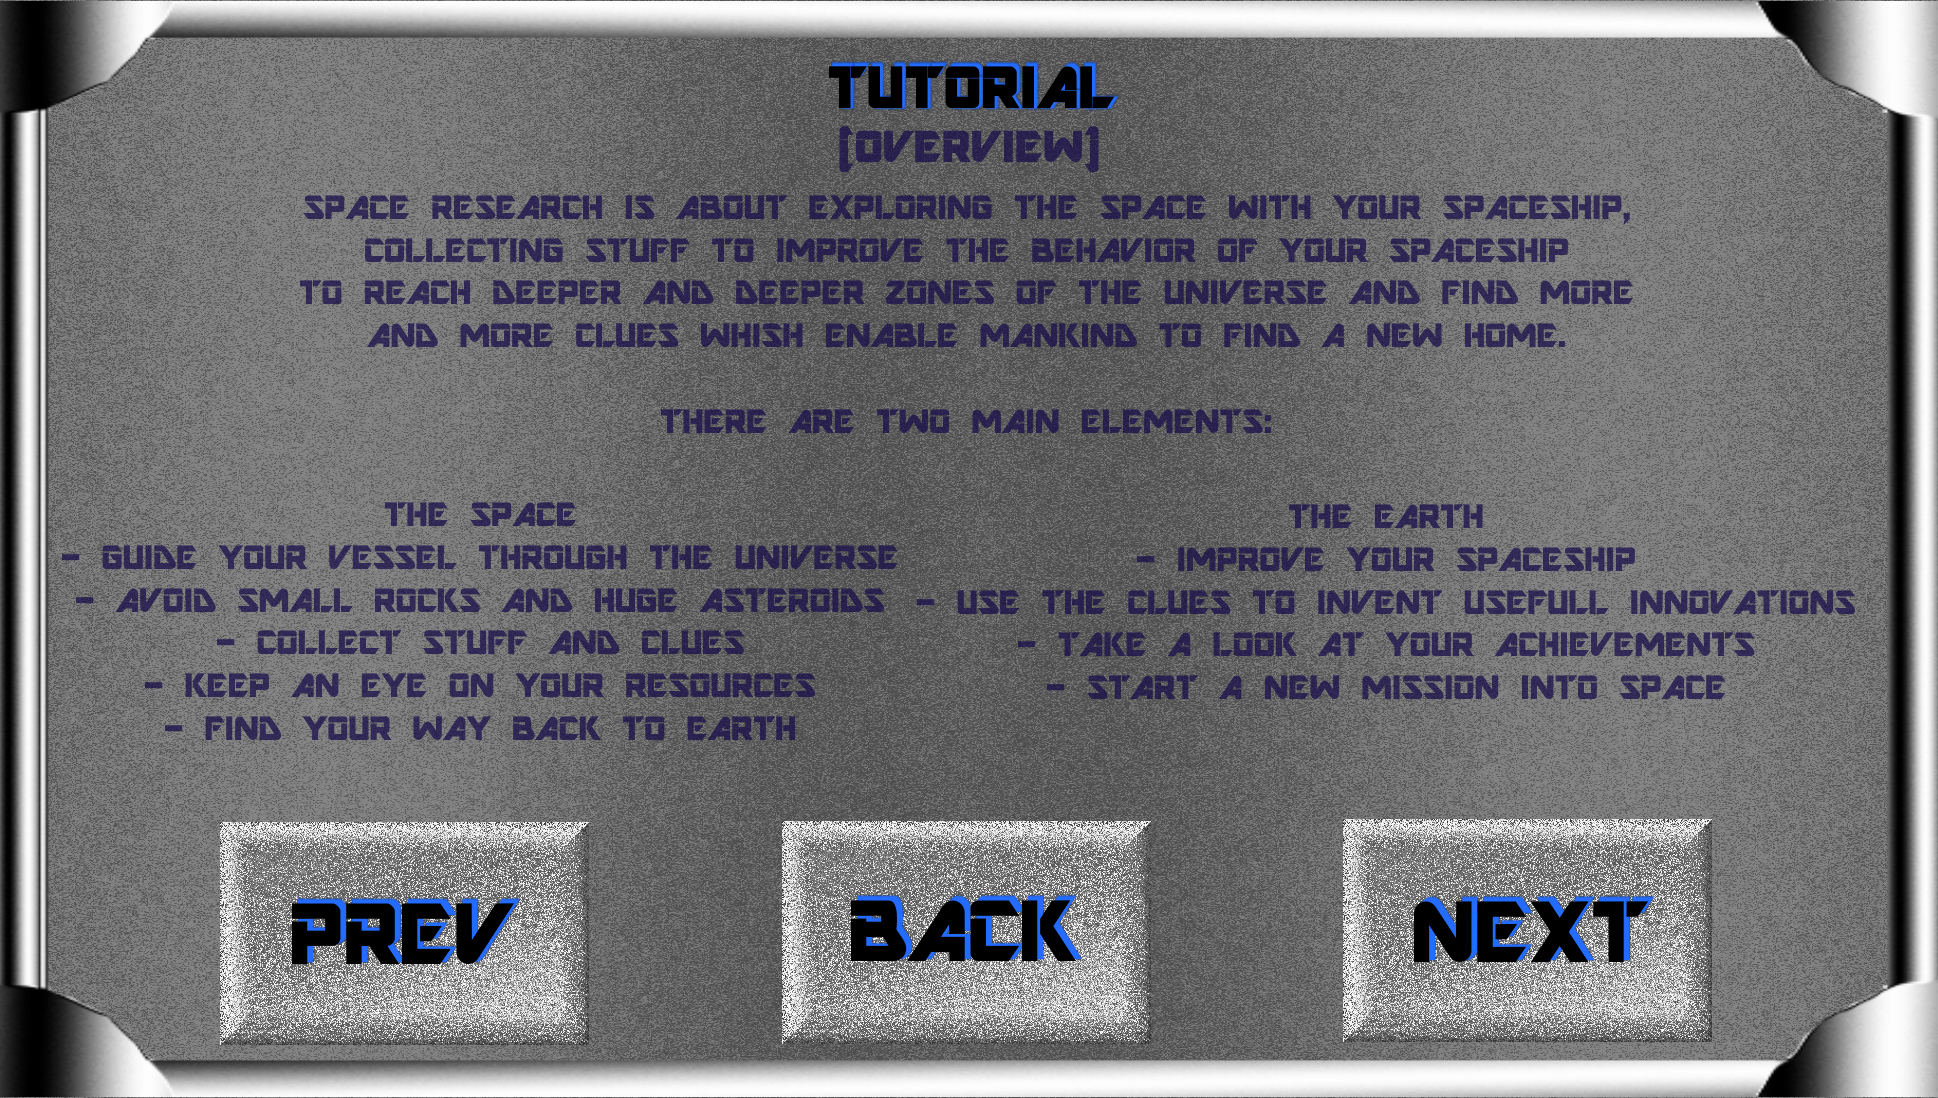 TUTORIAL
[OVERVIEW]
SPACE RESEARCH IS ABOUT EXPLORING THE SPACE WITH YOUR SPACESHIP,
COLLECTING STUFF TO IMPROVE THE BEHAVIOR OF YOUR SPACESHIP
TO REACH DEEPER AND DEEPER ZONES OF THE UNIVERSE AND FIND MORE
AND MORE CLUES WHISH ENABLE MANKIND TO FIND A NEW HOME.
THERE ARE TWO MAIN ELEMENTS:
THE SPACE
- GUIDE YOUR VESSEL THROUGH THE UNIVERSE
- AVOID SMALL ROCKS AND HUGE ASTEROIDS
- COLLECT STUFF AND CLUES
- KEEP AN EYE ON YOUR RESOURCES
- FIND YOUR WAY BACK TO EARTH
THE EARTH
- IMPROVE YOUR SPACESHIP
- USE THE CLUES TO INVENT USEFULL INNOVATIONS
- TAKE A LOOK AT YOUR ACHIEVEMENTS
- START A NEW MISSION INTO SPACE
PREV
BACK
NEXT